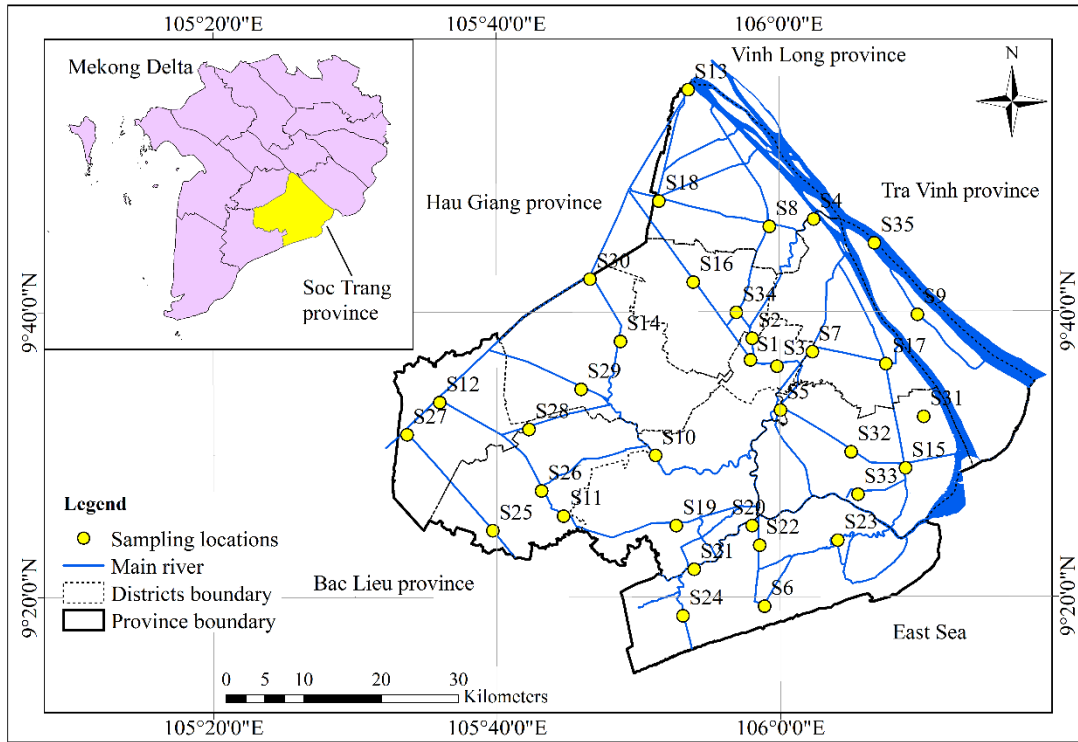 105°20'0"E
105°40'0"E
106°0'0"E
Vinh Long province
Mekong Delta
S13
N
Hau Giang province
S18
Tra Vinh province
S8
S4
S35
Soc Trang
province
S30
S16
S9
9°40'0"N
9°40'0"N
S34
S14
S2
S1
S3
S7
S17
S29
S12
S5
S31
S27
S28
S10
S32
S15
S26
S33
Legend
S11
S25
S19
S20
S22
S23
Sampling locations
Main river
Bac Lieu province
S21
Districts boundary
S24
S6
9°20'0"N
9°20'0"N
Province boundary
East Sea
0
5
10
20
30
Kilometers
105°20'0"E
105°40'0"E
106°0'0"E